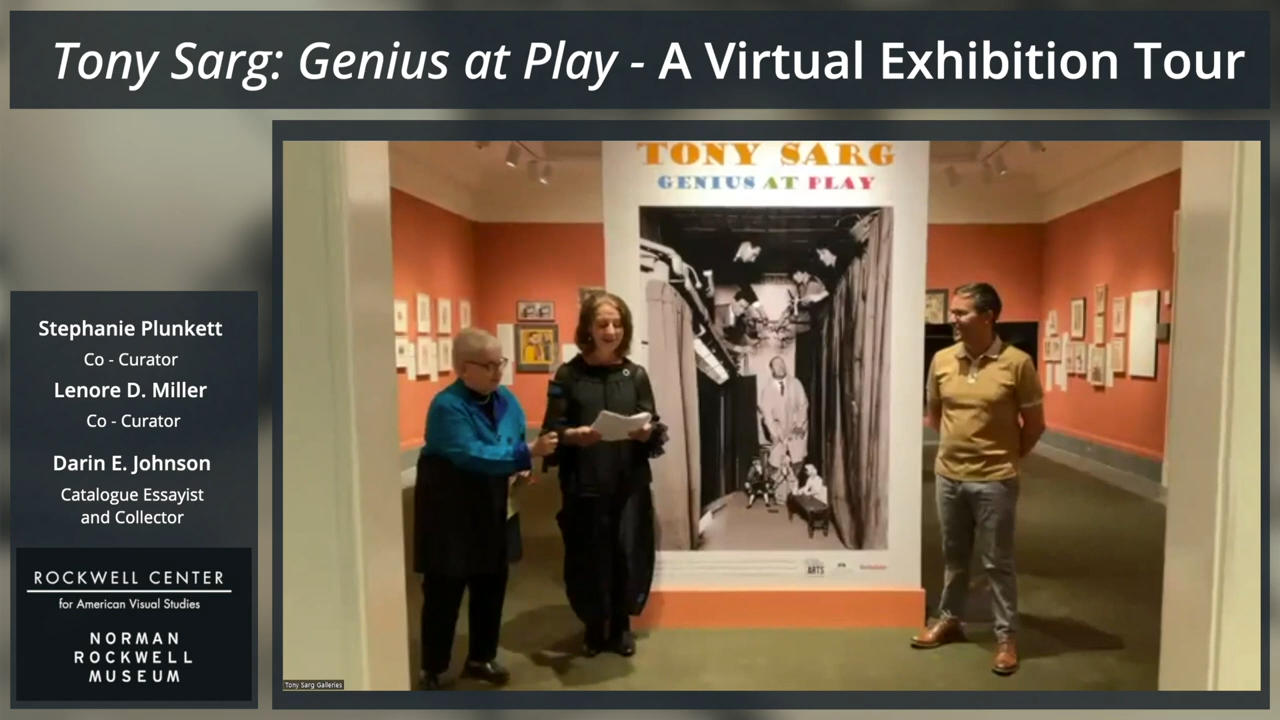 Tony Sarg: Genius at Play - A Virtual Exhibition Tour
Stephanie Plunkett
Co - Curator
Lenore D. Miller
Co - Curator
Darin E. Johnson
Catalogue Essayist
and Collector
ROCKWELL CENTER
for American Visual Studies
NORMAN
ROCKWELL
MUSEUM
TONY SARG
GENIUS AT PLAY
ARTS
Tony Sarg Galleries